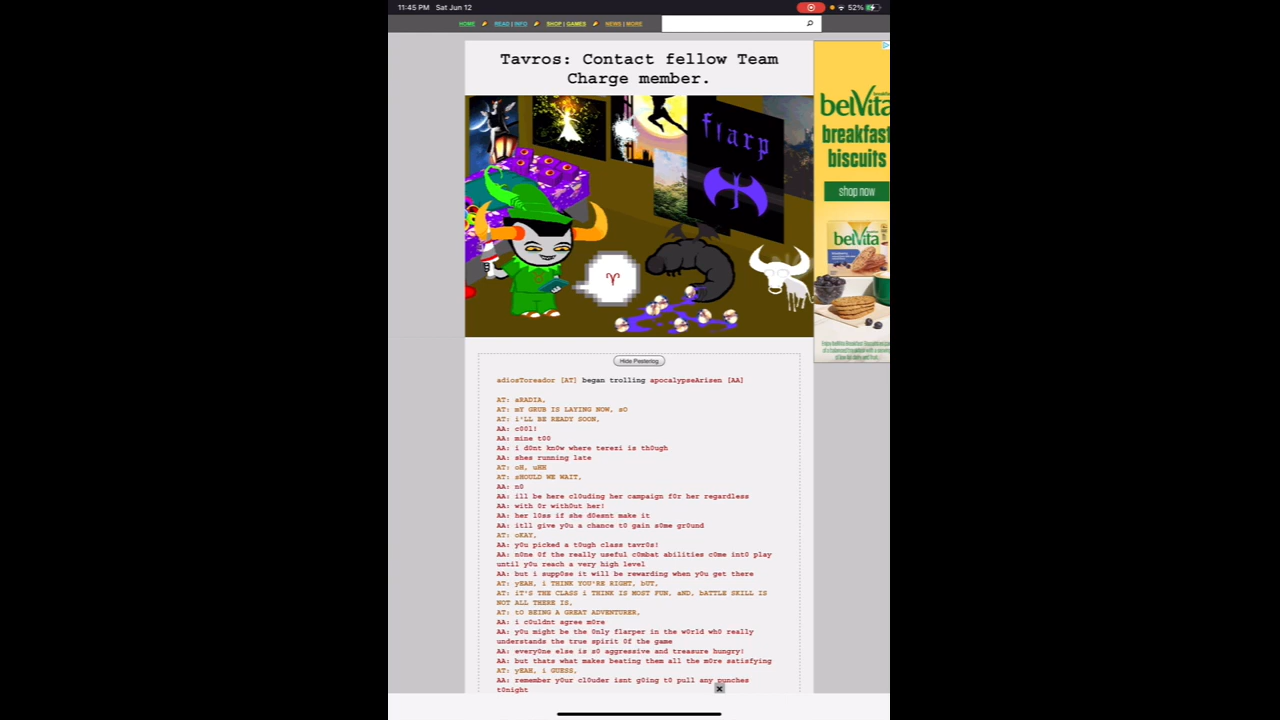 11:45 PM Sat Jun 12
52%
HOME READ | INFO SHOP | GAMES NEWS | MORE
Tavros: Contact fellow Team
Charge member.
flarp
belVita
breakfast
biscuits
shop now
belVita
Hide Pesterlog
adiosToreador [AT] began trolling apocalypseArisen [AA]
AT: aRADIA,
AT: mY GRUB IS LAYING NOW, sO
AT: i'LL BE READY SOON,
AA: c00l!
AA: mine t00
AA: i d0nt kn0w where terezi is th0ugh
AA: shes running late
AT: oH, uHH
AT: sHOULD WE WAIT,
AA: n0
AA: ill be here cl0uding her campaign f0r her regardless
AA: with 0r with0ut her!
AA: her l0ss if she d0esnt make it
AA: itll give y0u a chance t0 gain s0me gr0und
AT: oKAY,
AA: y0u picked a t0ugh class tavr0s!
AA: n0ne 0f the really useful c0mbat abilities c0me int0 play
until y0u reach a very high level
AA: but i supp0se it will be rewarding when y0u get there
AT: yEAH, i THINK YOU'RE RIGHT, bUT,
AT: iT'S THE CLASS i THINK IS MOST FUN, aND, bATTLE SKILL IS
NOT ALL THERE IS,
AT: tO BEING A GREAT ADVENTURER,
AA: i c0uldnt agree m0re
AA: y0u might be the 0nly flarper in the w0rld wh0 really
understands the true spirit 0f the game
AA: every0ne else is s0 aggressive and treasure hungry!
AA: but thats what makes beating them all the m0re satisfying
AT: yEAH, i GUESS,
AA: remember y0ur cl0uder isnt g0ing t0 pull any punches
t0night